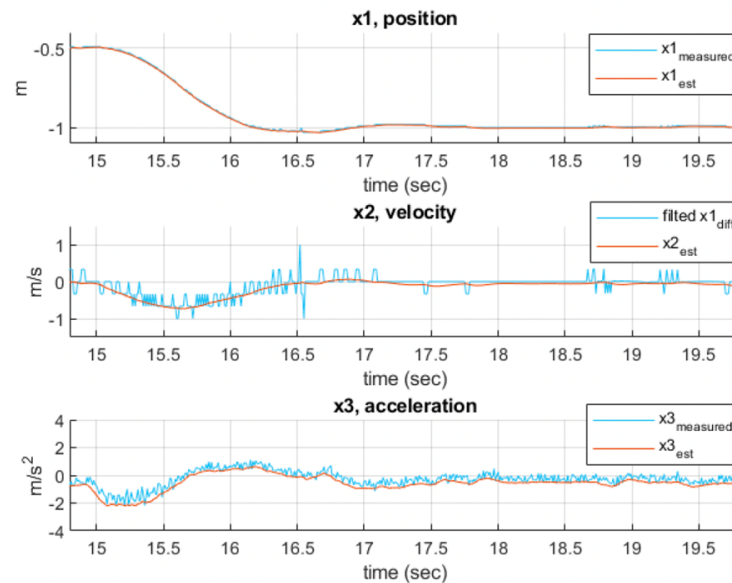 x1, position
-0.5
-1
m
x1measured
x1est
15 15.5 16 16.5 17 17.5 18 18.5 19 19.5
time (sec)
x2, velocity
1
0
-1
m/s
filted x1diff
x2est
15 15.5 16 16.5 17 17.5 18 18.5 19 19.5
time (sec)
x3, acceleration
4
2
0
-2
-4
m/s2
x3measured
x3est
15 15.5 16 16.5 17 17.5 18 18.5 19 19.5
time (sec)